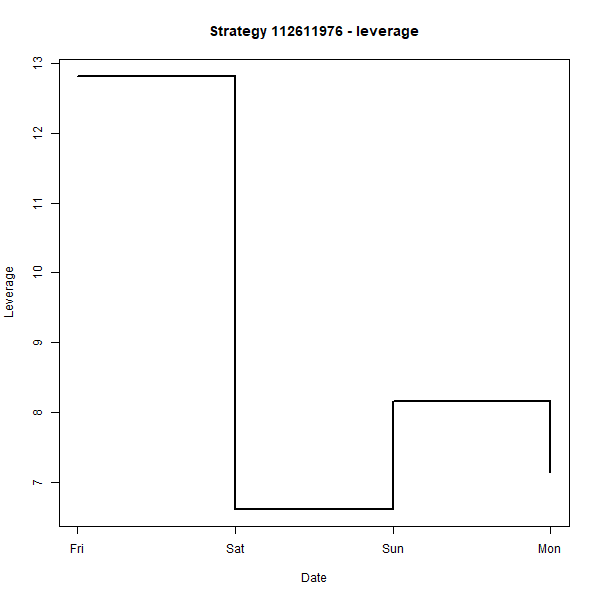 Strategy 112611976 - leverage
13
12
11
10
9
8
7
Leverage
Fri Sat Sun Mon
Date